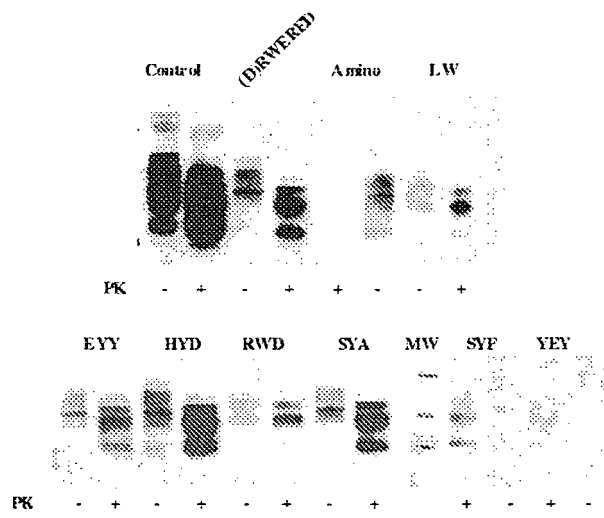 Control (D)RWERED Amino LW
PK - + - + + - - +
EYY HYD RWD SYA MW SYF YEY
PK - + - + - + - + + - + -